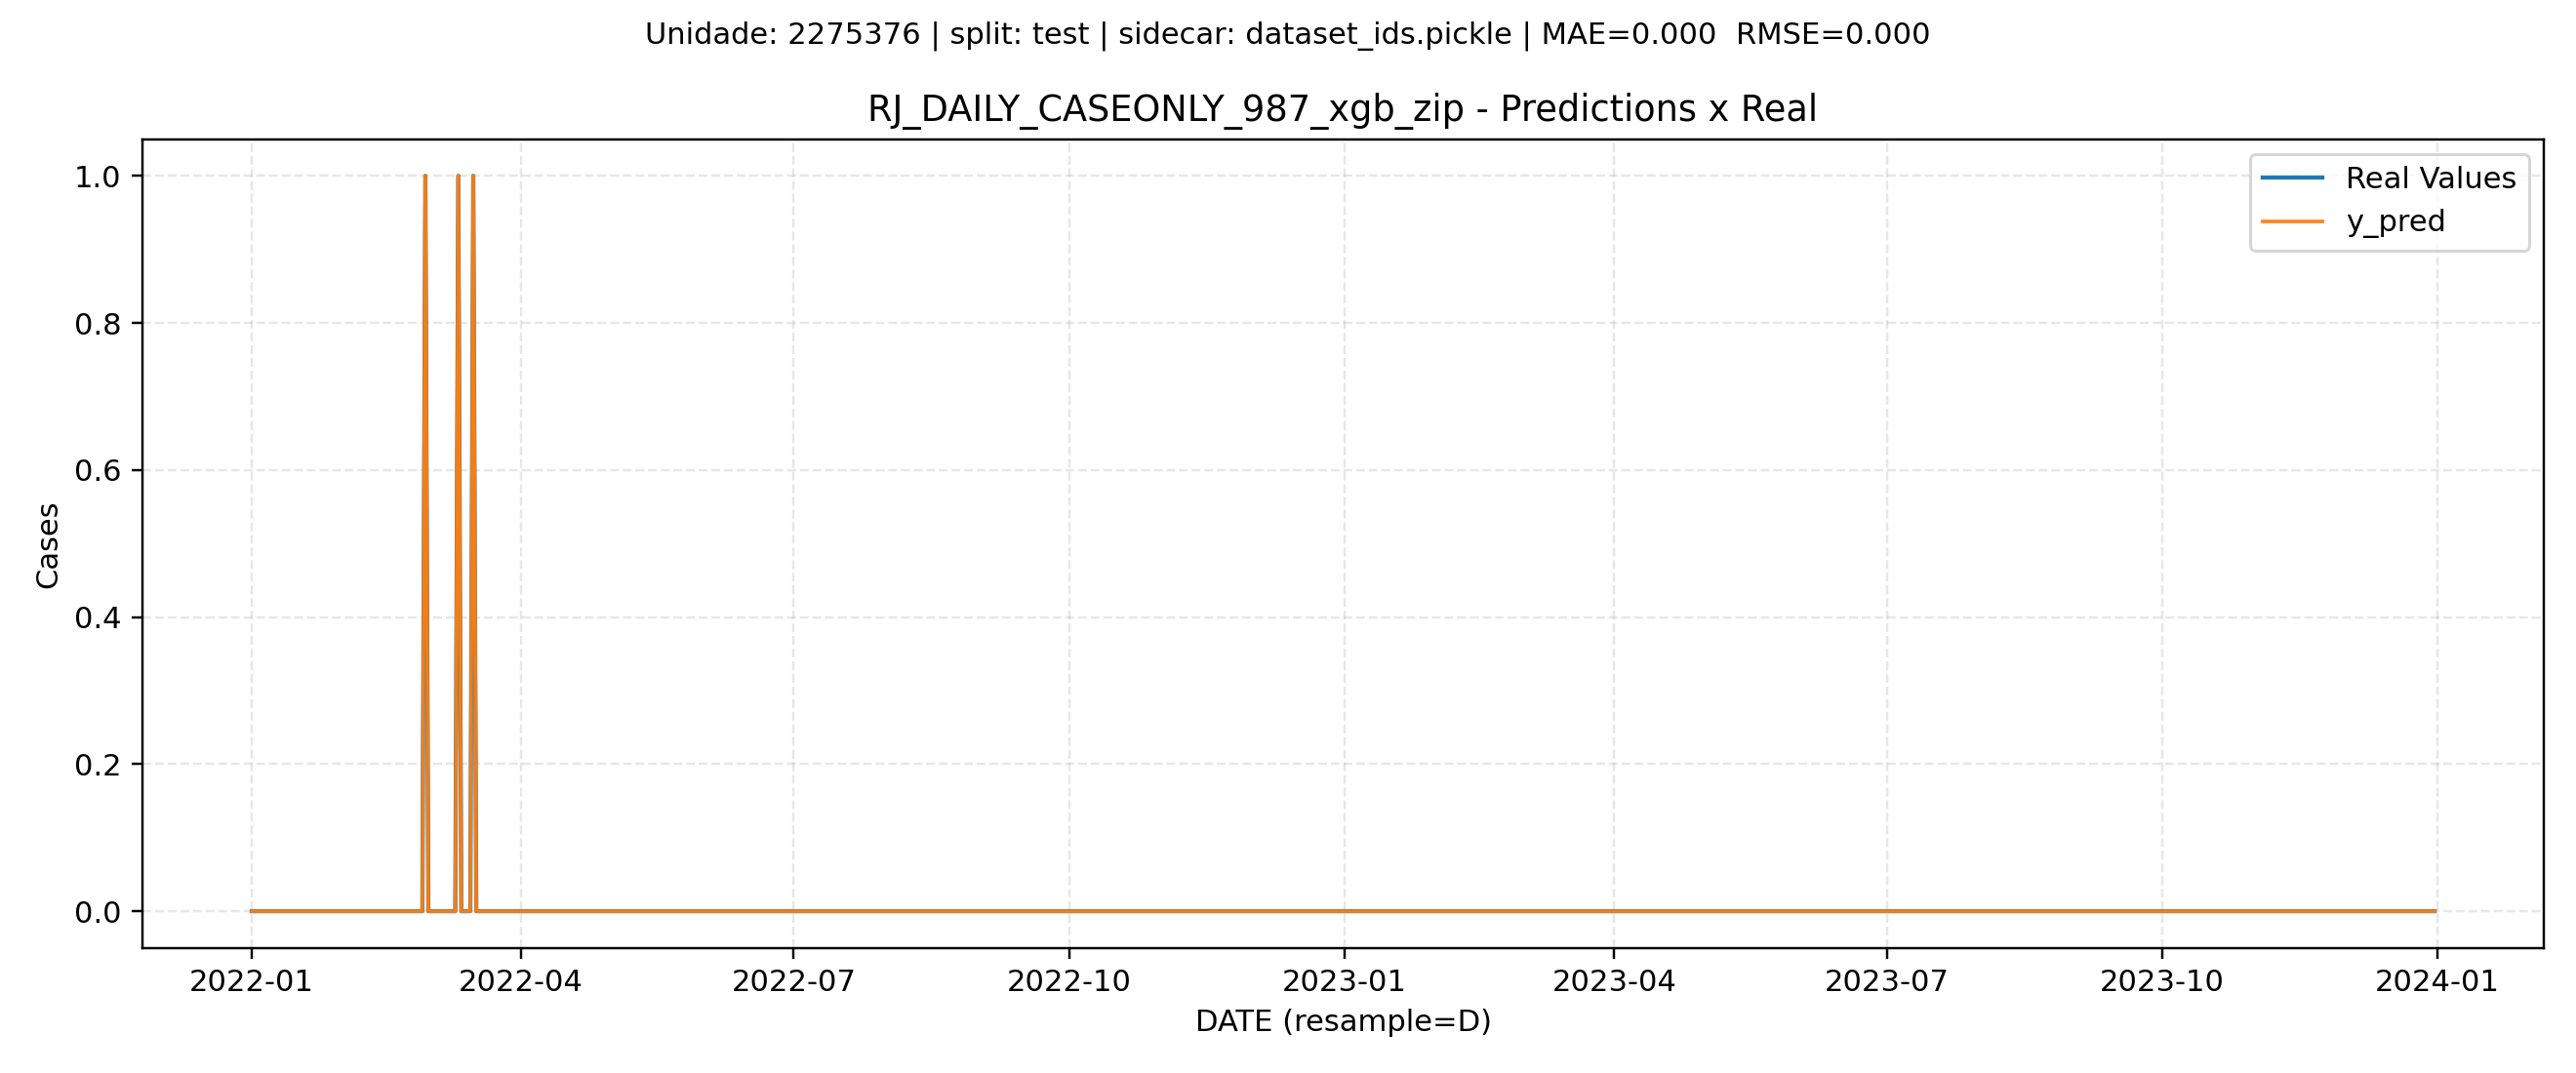 Unidade: 2275376 | split: test | sidecar: dataset_ids.pickle | MAE=0.000  RMSE=0.000
RJ_DAILY_CASEONLY_987_xgb_zip - Predictions x Real
Real Values
y_pred
1.0
0.8
0.6
0.4
0.2
0.0
Cases
2022-01 2022-04 2022-07 2022-10 2023-01 2023-04 2023-07 2023-10 2024-01
DATE (resample=D)